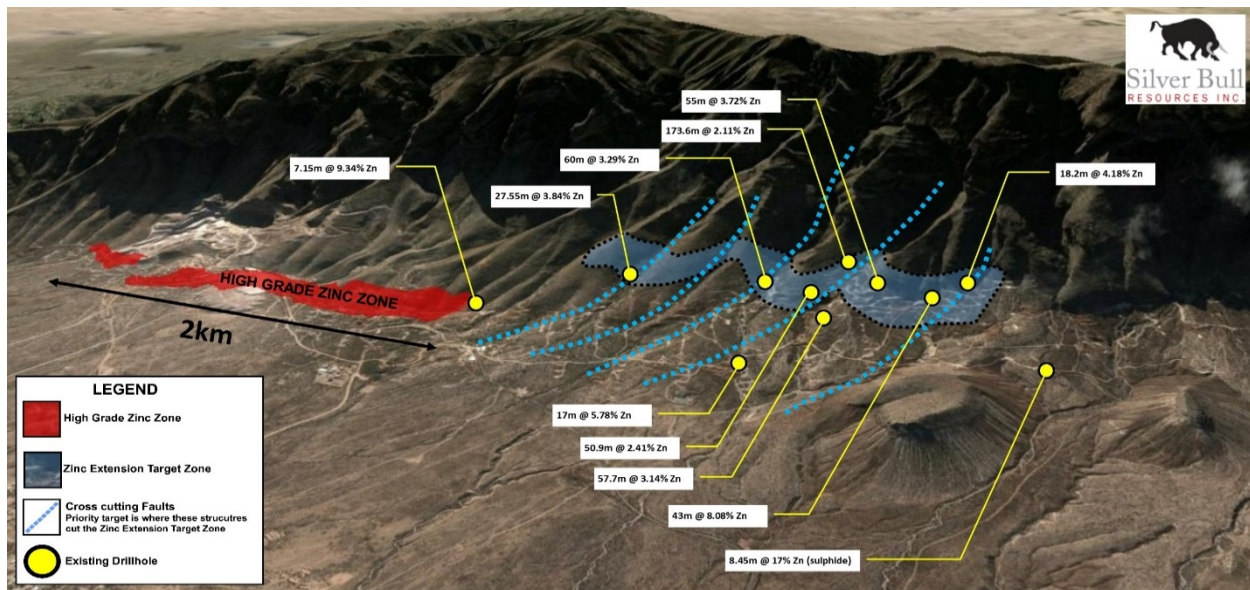 Silver Bull
RESOURCES INC.
55m @ 3.72% Zn
173.6m @ 2.11% Zn
60m @ 3.29% Zn
7.15m @ 9.34% Zn
18.2m @ 4.18% Zn
27.55m @ 3.84% Zn
HIGH GRADE ZINC ZONE
2km
LEGEND
High Grade Zinc Zone
Zinc Extension Target Zone
Cross cutting Faults
Priority target is where these strucutres
cut the Zinc Extension Target Zone
Existing Drillhole
17m @ 5.78% Zn
50.9m @ 2.41% Zn
57.7m @ 3.14% Zn
43m @ 8.08% Zn
8.45m @ 17% Zn (sulphide)